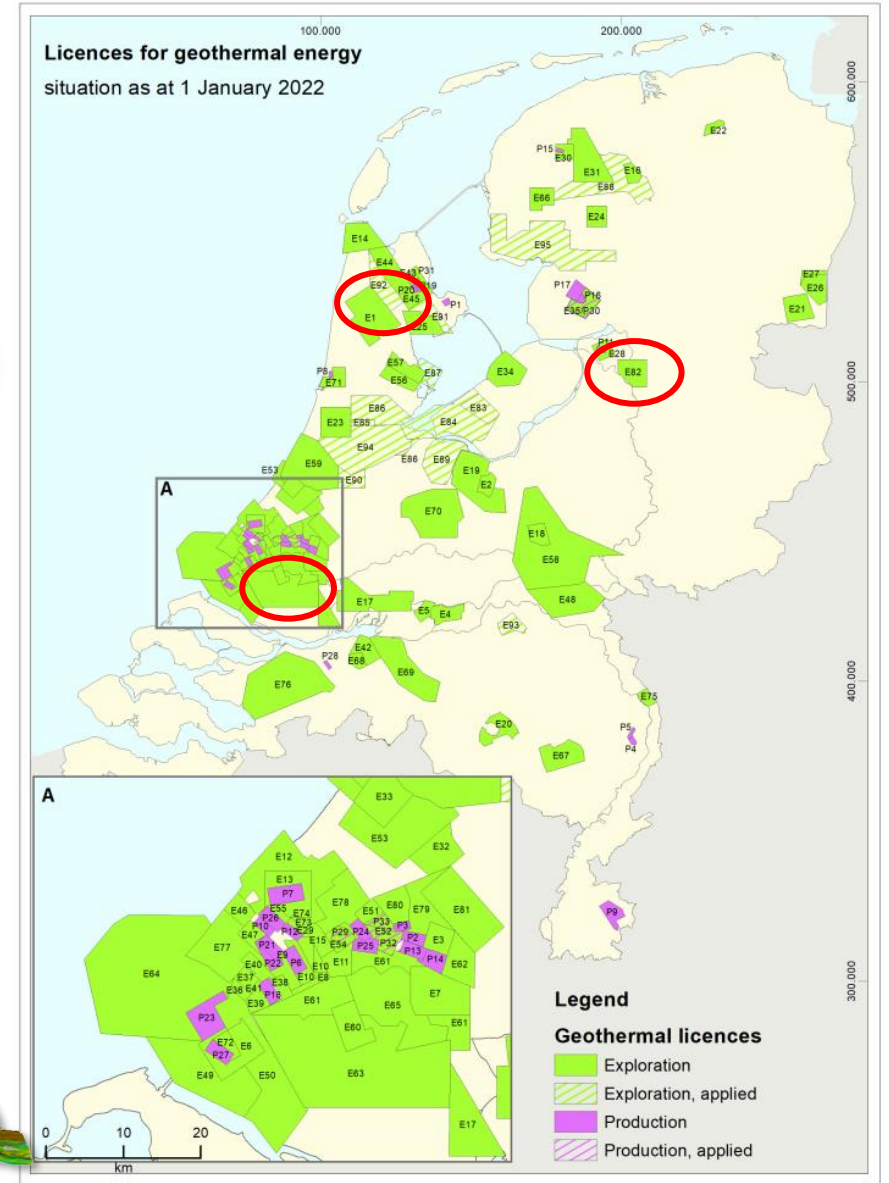 100.000
200.000
Licences for geothermal energy
situation as at 1 January 2022
600.000
E22
P15
E30
E31
E16
E88
E66
E24
E95
E14
E44
E43
P31
P19
E92
P20
E45
E1
E25
E91
P1
P17
P16
E35
P30
E27
E26
E21
P11
E28
E82
500.000
P8
E71
E57
E56
E87
E34
E86
E83
E23
E85
E84
E94
E86
E89
E53
E59
E90
E19
E2
A
E70
E18
E58
E17
E5
E4
E48
E93
P28
E42
E68
E69
E76
400.000
E75
E20
P5
P4
E67
P9
300.000
A
E33
E53
E32
E12
E13
P7
E78
E46
E55
P26
E74
E73
P10
P12
E29
E51
E80
E79
E81
P33
P29
P24
E52
P3
E47
E15
E54
P25
P32
P2
E3
P13
E77
P21
E9
P22
P6
E40
E10
E11
E61
P14
E62
E64
E37
E41
E38
E10
E8
E36
P18
E39
E61
E65
E7
P23
E60
E61
E72
E6
P27
E49
E50
E63
E17
0
10
20
km
Legend
Geothermal licences
Exploration
Exploration, applied
Production
Production, applied